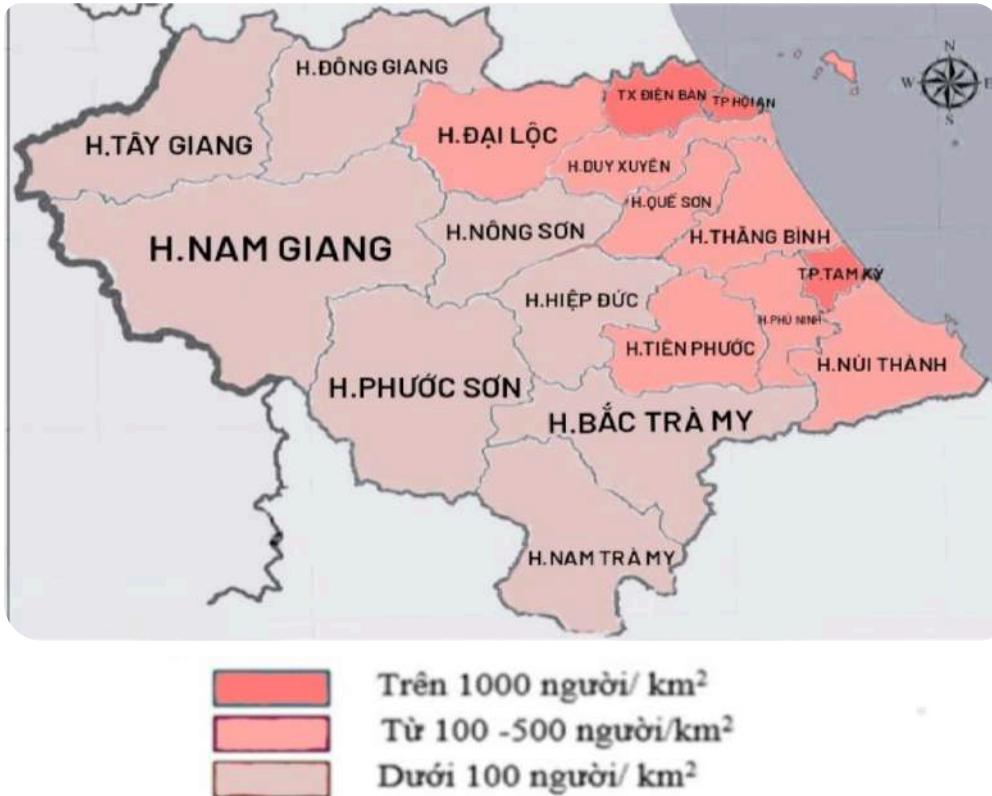 H.ĐÔNG GIANG
TX ĐIỆN BÀN
TP HỘI AN
N
W
E
S
H.TÂY GIANG
H.ĐẠI LỘC
H.DUY XUYÊN
H.QUẾ SƠN
H.NAM GIANG
H.NÔNG SƠN
H.THĂNG BÌNH
TP.TAM KỲ
H.HIỆP ĐỨC
H.PHÚ NINH
H.TIÊN PHƯỚC
H.NÚI THÀNH
H.PHƯỚC SƠN
H.BẮC TRÀ MY
H.NAM TRÀ MY
Trên 1000 người/ km²
Từ 100 -500 người/km²
Dưới 100 người/ km²